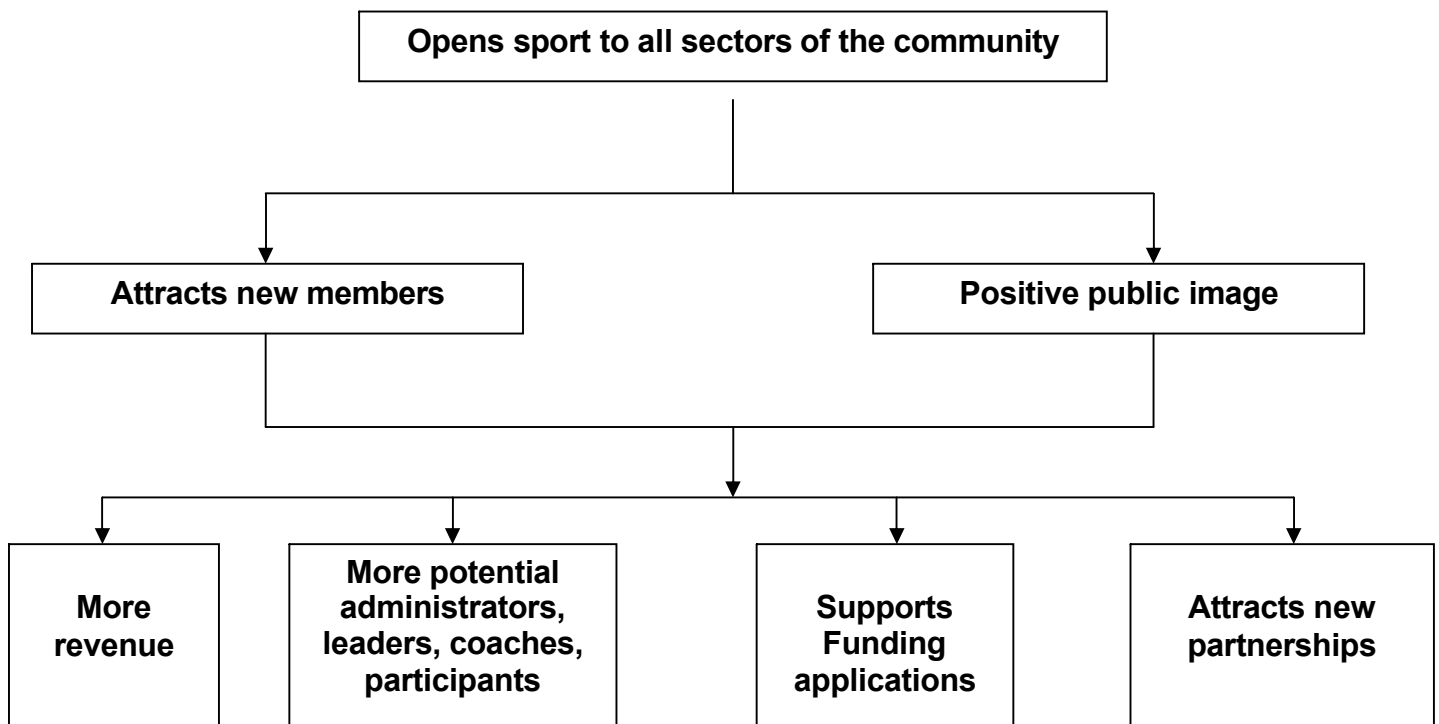 Opens sport to all sectors of the community
Attracts new members
Positive public image
More
revenue
More potential
administrators,
leaders, coaches,
participants
Supports
Funding
applications
Attracts new
partnerships